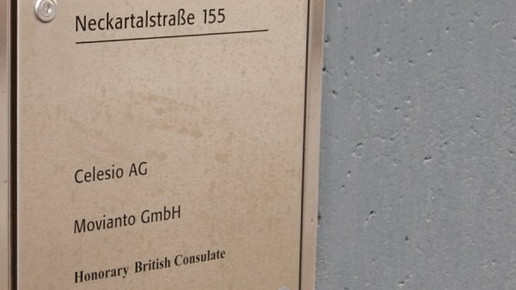 Neckartalstraße 155
Celesio AG
Movianto GmbH
Honorary British Consulate